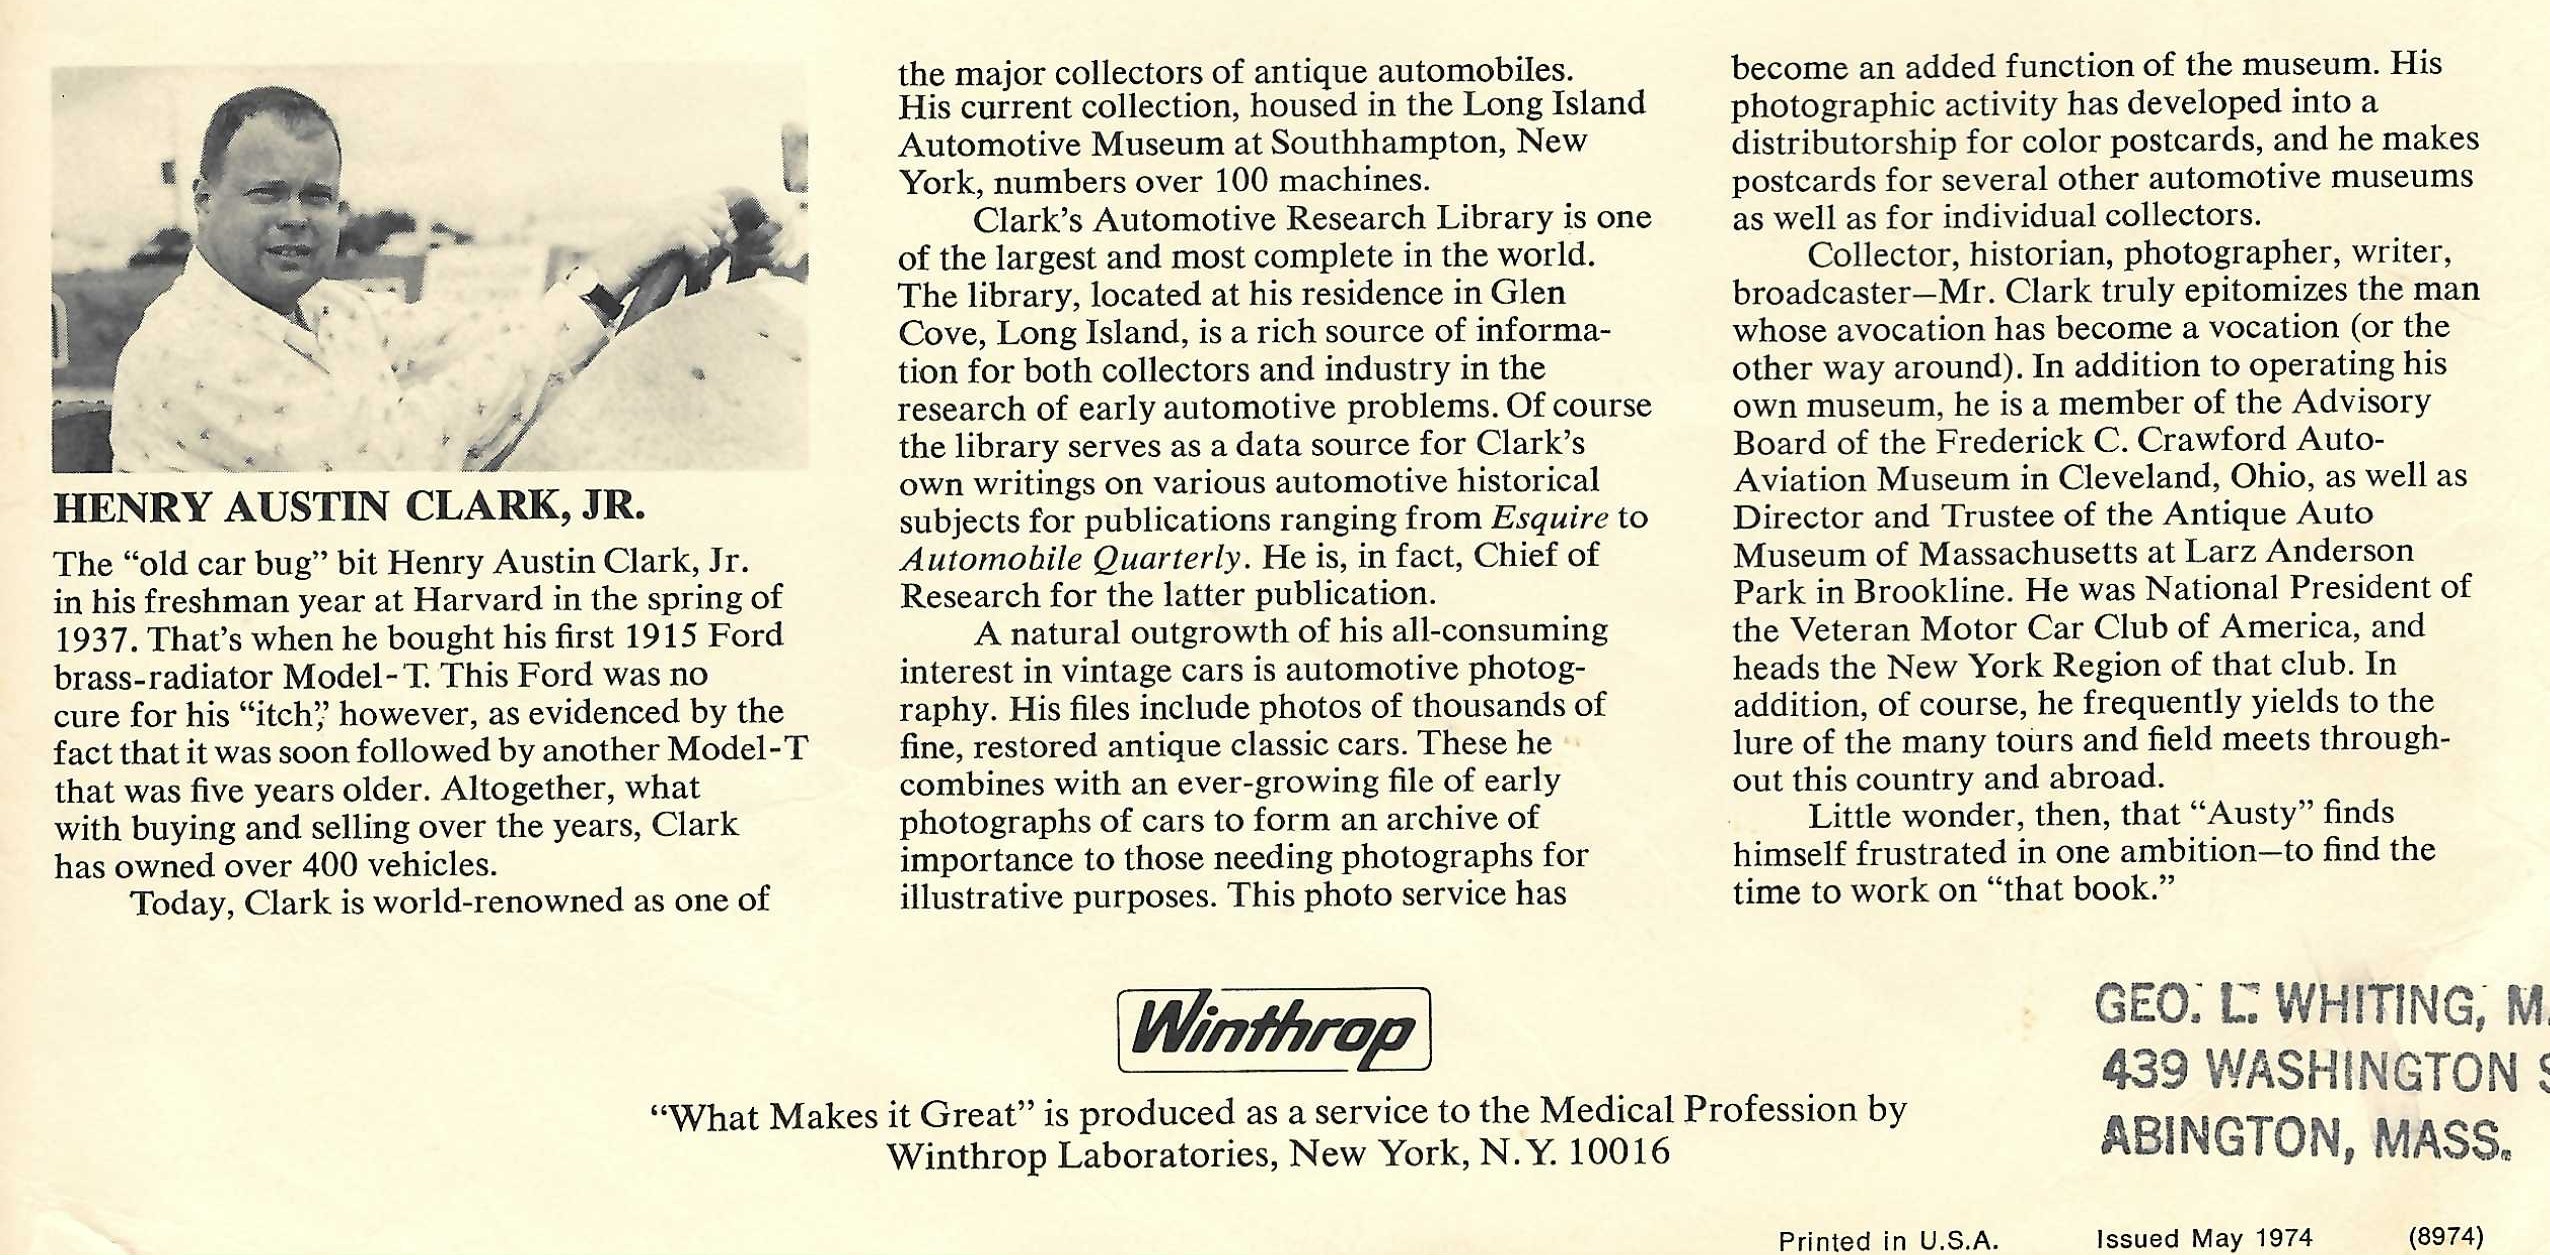 HENRY AUSTIN CLARK, JR.
The “old car bug” bit Henry Austin Clark, Jr.
in his freshman year at Harvard in the spring of
1937. That’s when he bought his first 1915 Ford
brass-radiator Model-T. This Ford was no
cure for his “itch”, however, as evidenced by the
fact that it was soon followed by another Model-T
that was five years older. Altogether, what
with buying and selling over the years, Clark
has owned over 400 vehicles.
Today, Clark is world-renowned as one of
the major collectors of antique automobiles.
His current collection, housed in the Long Island
Automotive Museum at Southhampton, New
York, numbers over 100 machines.
Clark’s Automotive Research Library is one
of the largest and most complete in the world.
The library, located at his residence in Glen
Cove, Long Island, is a rich source of informa-
tion for both collectors and industry in the
research of early automotive problems. Of course
the library serves as a data source for Clark’s
own writings on various automotive historical
subjects for publications ranging from Esquire to
Automobile Quarterly. He is, in fact, Chief of
Research for the latter publication.
A natural outgrowth of his all-consuming
interest in vintage cars is automotive photog-
raphy. His files include photos of thousands of
fine, restored antique classic cars. These he
combines with an ever-growing file of early
photographs of cars to form an archive of
importance to those needing photographs for
illustrative purposes. This photo service has
become an added function of the museum. His
photographic activity has developed into a
distributorship for color postcards, and he makes
postcards for several other automotive museums
as well as for individual collectors.
Collector, historian, photographer, writer,
broadcaster—Mr. Clark truly epitomizes the man
whose avocation has become a vocation (or the
other way around). In addition to operating his
own museum, he is a member of the Advisory
Board of the Frederick C. Crawford Auto-
Aviation Museum in Cleveland, Ohio, as well as
Director and Trustee of the Antique Auto
Museum of Massachusetts at Larz Anderson
Park in Brookline. He was National President of
the Veteran Motor Car Club of America, and
heads the New York Region of that club. In
addition, of course, he frequently yields to the
lure of the many tours and field meets through-
out this country and abroad.
Little wonder, then, that “Austy” finds
himself frustrated in one ambition—to find the
time to work on “that book.”
Winthrop
“What Makes it Great” is produced as a service to the Medical Profession by
Winthrop Laboratories, New York, N.Y. 10016
GEO. L. WHITING, M.
439 WASHINGTON S
ABINGTON, MASS.
Printed in U.S.A. Issued May 1974 (8974)